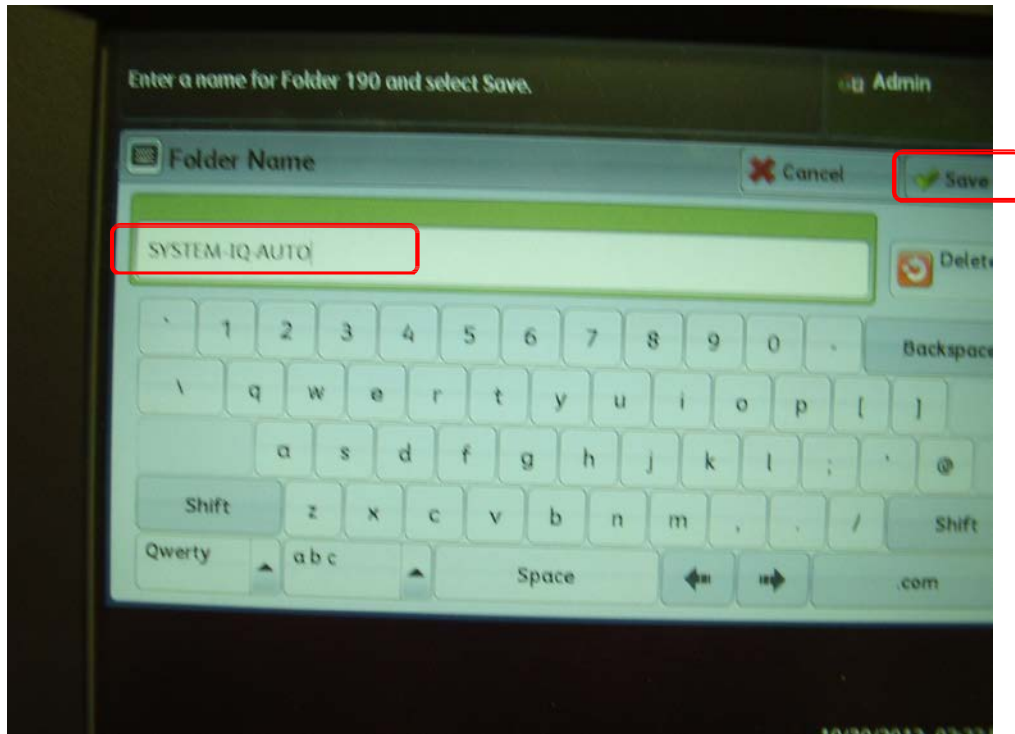 Enter a name for Folder 190 and select Save.
Admin
Folder Name
Cancel
Save
SYSTEM-IQ-AUTO
Delete
` 1 2 3 4 5 6 7 8 9 0 -
Backspace
\ q w e r t y u i o p [ ]
a s d f g h j k l ; ' @
Shift z x c v b n m , . / Shift
Qwerty
a b c
Space
.com